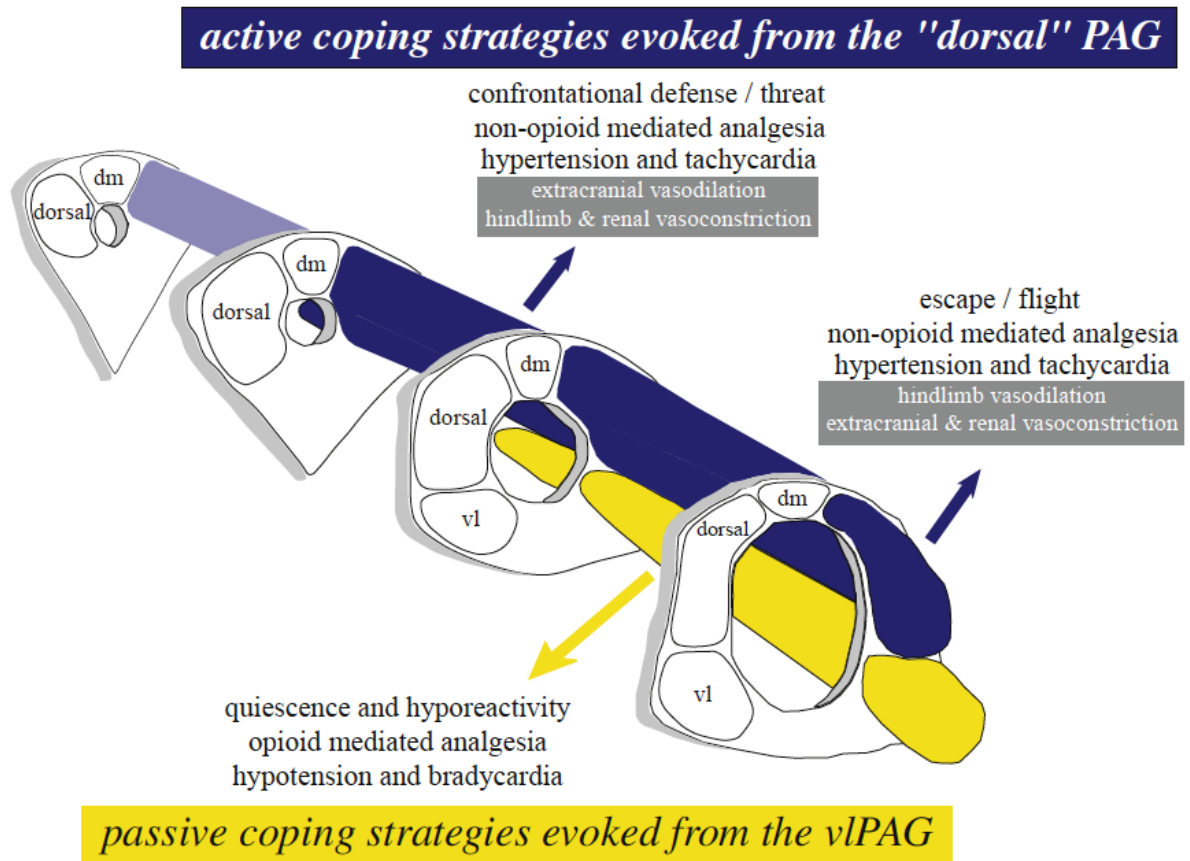 active coping strategies evoked from the "dorsal" PAG
confrontational defense / threat
non-opioid mediated analgesia
hypertension and tachycardia
extracranial vasodilation
hindlimb & renal vasoconstriction
dm
dorsal
dm
dorsal
escape / flight
non-opioid mediated analgesia
hypertension and tachycardia
hindlimb vasodilation
extracranial & renal vasoconstriction
dm
dorsal
vl
dm
dorsal
vl
quiescence and hyporeactivity
opioid mediated analgesia
hypotension and bradycardia
passive coping strategies evoked from the vlPAG